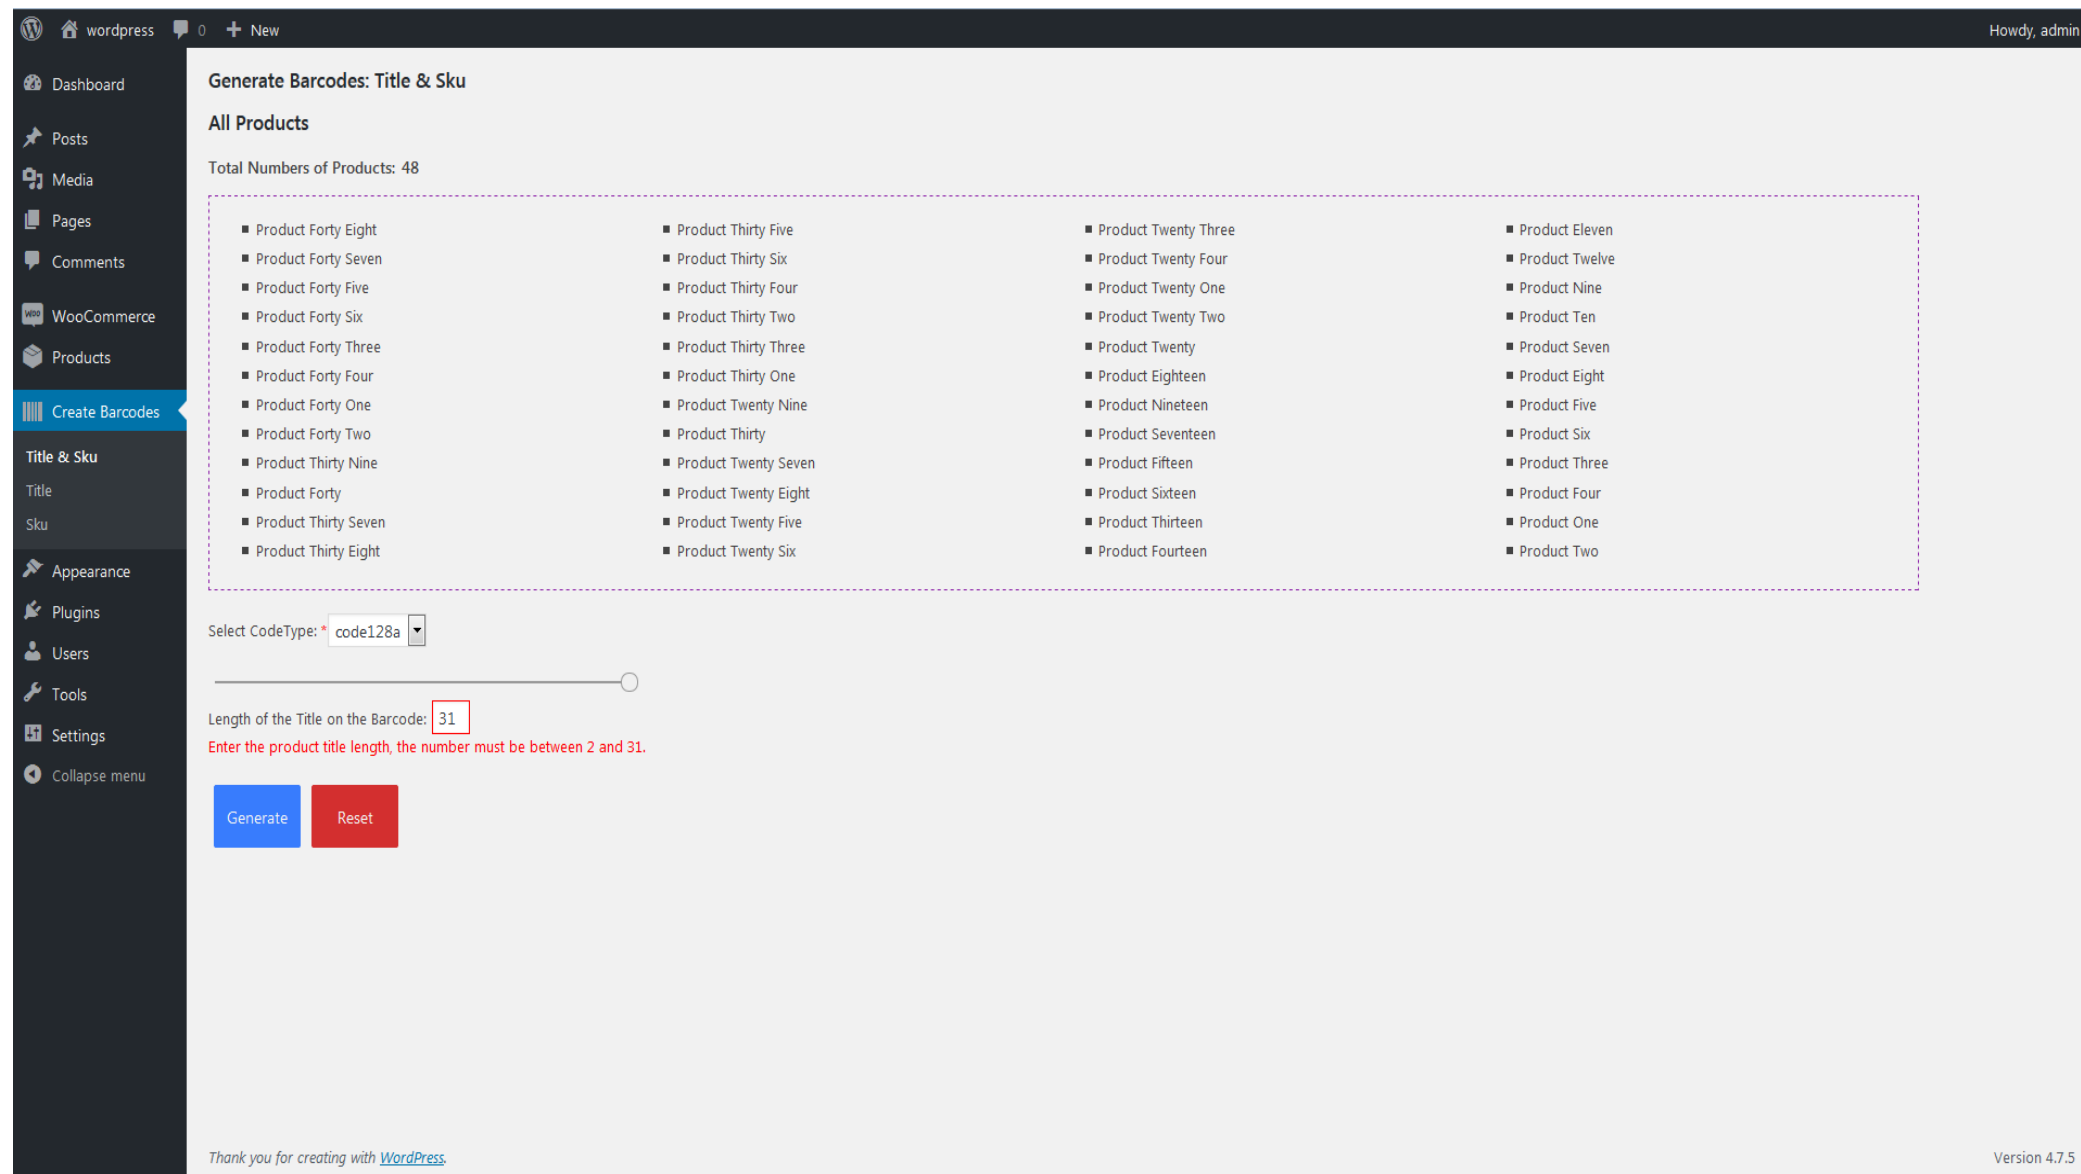 wordpress 0 New Howdy, admin
Dashboard
Posts
Media
Pages
Comments
WooCommerce
Products
Create Barcodes
Title & Sku
Title
Sku
Appearance
Plugins
Users
Tools
Settings
Collapse menu
Generate Barcodes: Title & Sku
All Products
Total Numbers of Products: 48
Product Forty Eight
Product Forty Seven
Product Forty Five
Product Forty Six
Product Forty Three
Product Forty Four
Product Forty One
Product Forty Two
Product Thirty Nine
Product Forty
Product Thirty Seven
Product Thirty Eight
Product Thirty Five
Product Thirty Six
Product Thirty Four
Product Thirty Two
Product Thirty Three
Product Thirty One
Product Twenty Nine
Product Thirty
Product Twenty Seven
Product Twenty Eight
Product Twenty Five
Product Twenty Six
Product Twenty Three
Product Twenty Four
Product Twenty One
Product Twenty Two
Product Twenty
Product Eighteen
Product Nineteen
Product Seventeen
Product Fifteen
Product Sixteen
Product Thirteen
Product Fourteen
Product Eleven
Product Twelve
Product Nine
Product Ten
Product Seven
Product Eight
Product Five
Product Six
Product Three
Product Four
Product One
Product Two
Select CodeType: * code128a
Length of the Title on the Barcode: 31
Enter the product title length, the number must be between 2 and 31.
Generate Reset
Thank you for creating with WordPress. Version 4.7.5